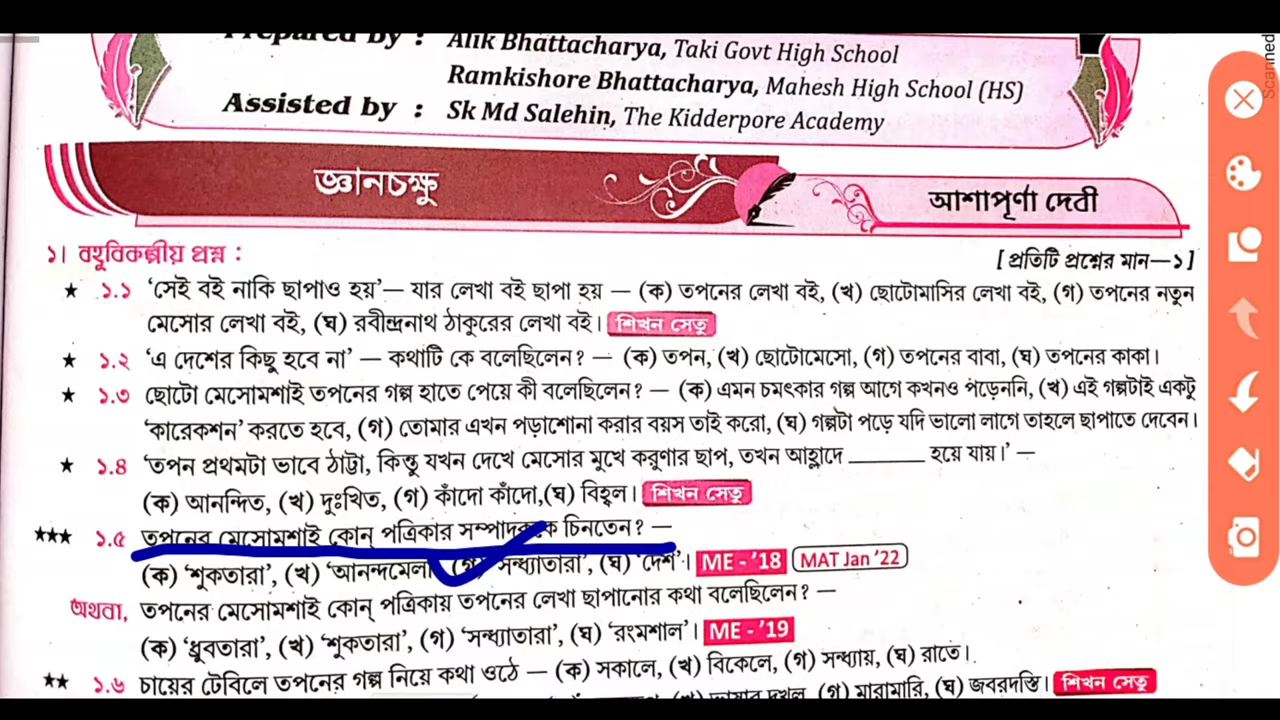 Prepared by : Alik Bhattacharya, Taki Govt High School
Ramkishore Bhattacharya, Mahesh High School (HS)
Assisted by : Sk Md Salehin, The Kidderpore Academy
Scanned
জ্ঞানচক্ষু
আশাপূর্ণা দেবী
১। বহুবিকল্পীয় প্রশ্ন :
[ প্রতিটি প্রশ্নের মান—১]
★ ১.১ ‘সেই বই নাকি ছাপাও হয়’— যার লেখা বই ছাপা হয় — (ক) তপনের লেখা বই, (খ) ছোটোমাসির লেখা বই, (গ) তপনের নতুন
মেসোর লেখা বই, (ঘ) রবীন্দ্রনাথ ঠাকুরের লেখা বই। শিখন সেতু
★ ১.২ ‘এ দেশের কিছু হবে না’ — কথাটি কে বলেছিলেন? — (ক) তপন, (খ) ছোটোমেসো, (গ) তপনের বাবা, (ঘ) তপনের কাকা।
★ ১.৩ ছোটো মেসোমশাই তপনের গল্প হাতে পেয়ে কী বলেছিলেন? — (ক) এমন চমৎকার গল্প আগে কখনও পড়েননি, (খ) এই গল্পটাই একটু
‘কারেকশন’ করতে হবে, (গ) তোমার এখন পড়াশোনা করার বয়স তাই করো, (ঘ) গল্পটা পড়ে যদি ভালো লাগে তাহলে ছাপাতে দেবেন।
★ ১.৪ ‘তপন প্রথমটা ভাবে ঠাট্টা, কিন্তু যখন দেখে মেসোর মুখে করুণার ছাপ, তখন আহ্লাদে ________ হয়ে যায়।’ —
(ক) আনন্দিত, (খ) দুঃখিত, (গ) কাঁদো কাঁদো,(ঘ) বিহ্বল। শিখন সেতু
★★★ ১.৫ তপনের মেসোমশাই কোন্ পত্রিকার সম্পাদককে চিনতেন? —
(ক) ‘শুকতারা’, (খ) ‘আনন্দমেলা’ (গ) ‘সন্ধ্যাতারা’, (ঘ) ‘দেশ’। ME - '18 MAT Jan '22
অথবা, তপনের মেসোমশাই কোন্ পত্রিকায় তপনের লেখা ছাপানোর কথা বলেছিলেন? —
(ক) ‘ধ্রুবতারা’, (খ) ‘শুকতারা’, (গ) ‘সন্ধ্যাতারা’, (ঘ) ‘রংমশাল’। ME - '19
★★ ১.৬ চায়ের টেবিলে তপনের গল্প নিয়ে কথা ওঠে — (ক) সকালে, (খ) বিকেলে, (গ) সন্ধ্যায়, (ঘ) রাতে।
(গ) মারামারি, (ঘ) জবরদস্তি। শিখন সেতু